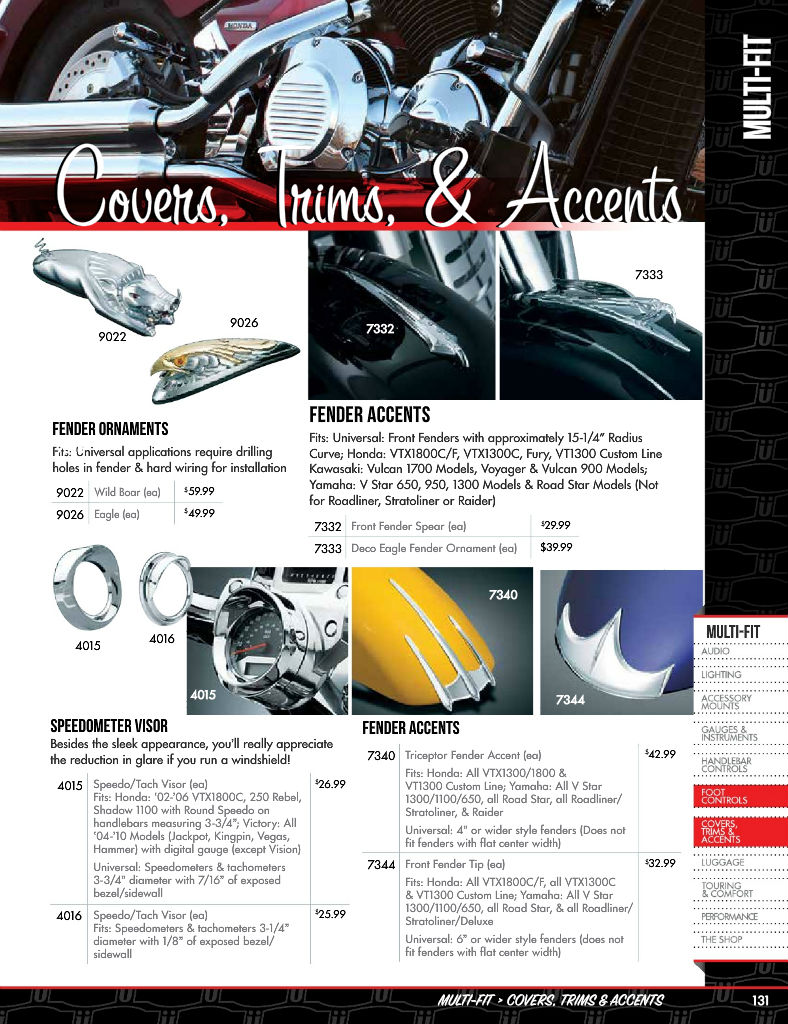 HONDA
MULTI-FIT
Covers, Trims, & Accents
9022
9026
7332
7333
FENDER ORNAMENTS
Fits: Universal applications require drilling
holes in fender & hard wiring for installation
9022 Wild Boar (ea) $59.99
9026 Eagle (ea) $49.99
FENDER ACCENTS
Fits: Universal: Front Fenders with approximately 15-1/4" Radius
Curve; Honda: VTX1800C/F, VTX1300C, Fury, VT1300 Custom Line
Kawasaki: Vulcan 1700 Models, Voyager & Vulcan 900 Models;
Yamaha: V Star 650, 950, 1300 Models & Road Star Models (Not
for Roadliner, Stratoliner or Raider)
7332 Front Fender Spear (ea) $29.99
7333 Deco Eagle Fender Ornament (ea) $39.99
4015
4016
4015
7340
7344
SPEEDOMETER VISOR
Besides the sleek appearance, you'll really appreciate
the reduction in glare if you run a windshield!
4015 Speedo/Tach Visor (ea) $26.99
Fits: Honda: '02-'06 VTX1800C, 250 Rebel,
Shadow 1100 with Round Speedo on
handlebars measuring 3-3/4"; Victory: All
'04-'10 Models (Jackpot, Kingpin, Vegas,
Hammer) with digital gauge (except Vision)
Universal: Speedometers & tachometers
3-3/4" diameter with 7/16" of exposed
bezel/sidewall
4016 Speedo/Tach Visor (ea) $25.99
Fits: Speedometers & tachometers 3-1/4"
diameter with 1/8" of exposed bezel/
sidewall
FENDER ACCENTS
7340 Triceptor Fender Accent (ea) $42.99
Fits: Honda: All VTX1300/1800 &
VT1300 Custom Line; Yamaha: All V Star
1300/1100/650, all Road Star, all Roadliner/
Stratoliner, & Raider
Universal: 4" or wider style fenders (Does not
fit fenders with flat center width)
7344 Front Fender Tip (ea) $32.99
Fits: Honda: All VTX1800C/F, all VTX1300C
& VT1300 Custom Line; Yamaha: All V Star
1300/1100/650, all Road Star, & all Roadliner/
Stratoliner/Deluxe
Universal: 6" or wider style fenders (does not
fit fenders with flat center width)
MULTI-FIT
AUDIO
LIGHTING
ACCESSORY
MOUNTS
GAUGES &
INSTRUMENTS
HANDLEBAR
CONTROLS
FOOT
CONTROLS
COVERS,
TRIMS &
ACCENTS
LUGGAGE
TOURING
& COMFORT
PERFORMANCE
THE SHOP
MULTI-FIT > COVERS, TRIMS & ACCENTS 131